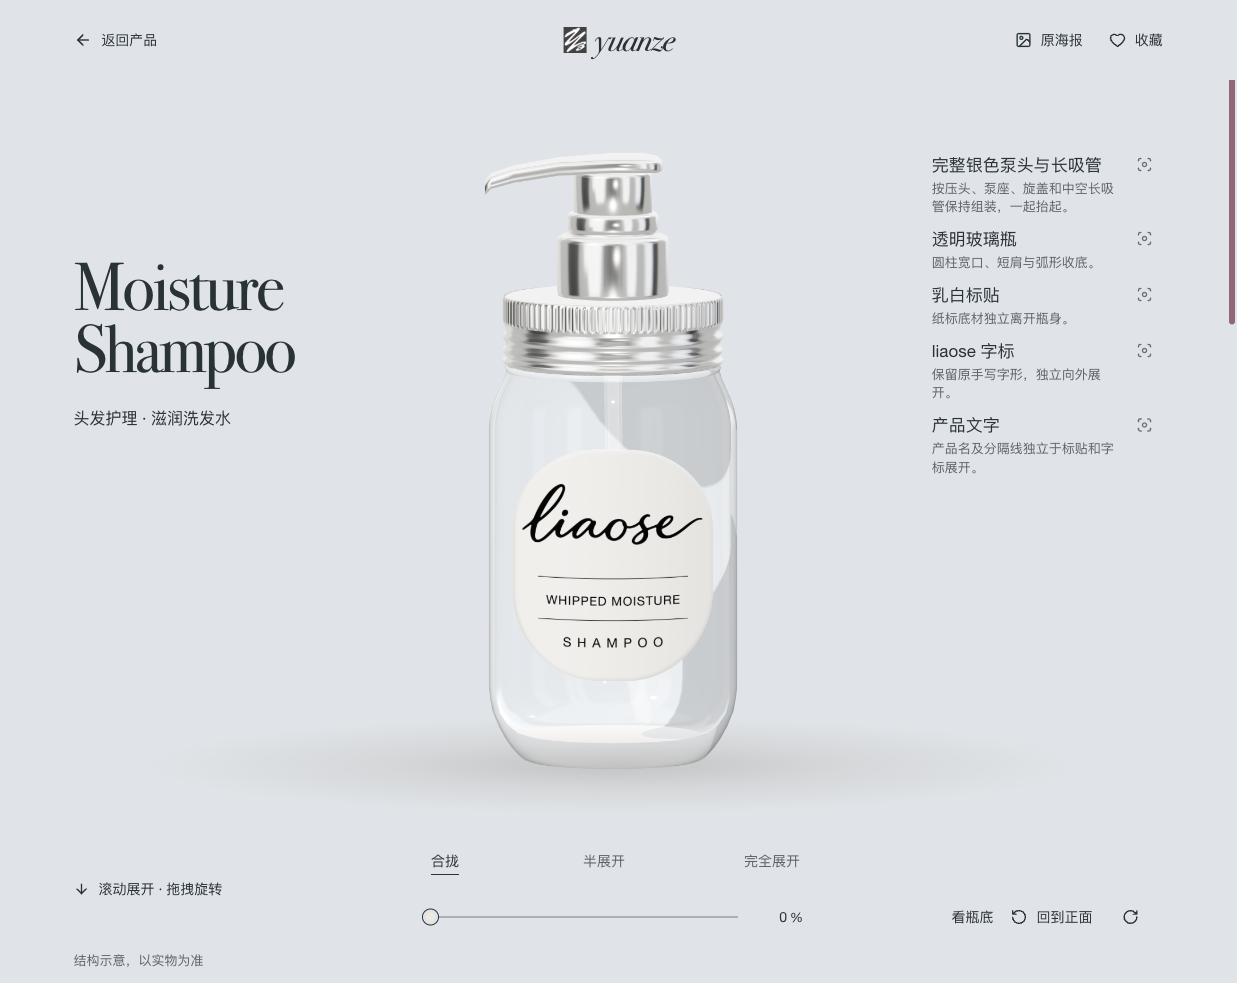 返回产品
yuanze
原海报
收藏
Moisture
Shampoo
头发护理 · 滋润洗发水
liaose
WHIPPED MOISTURE
SHAMPOO
完整银色泵头与长吸管
按压头、泵座、旋盖和中空长吸
管保持组装，一起抬起。
透明玻璃瓶
圆柱宽口、短肩与弧形收底。
乳白标贴
纸标底材独立离开瓶身。
liaose 字标
保留原手写字形，独立向外展
开。
产品文字
产品名及分隔线独立于标贴和字
标展开。
合拢
半展开
完全展开
滚动展开 · 拖拽旋转
0 %
看瓶底
回到正面
结构示意，以实物为准